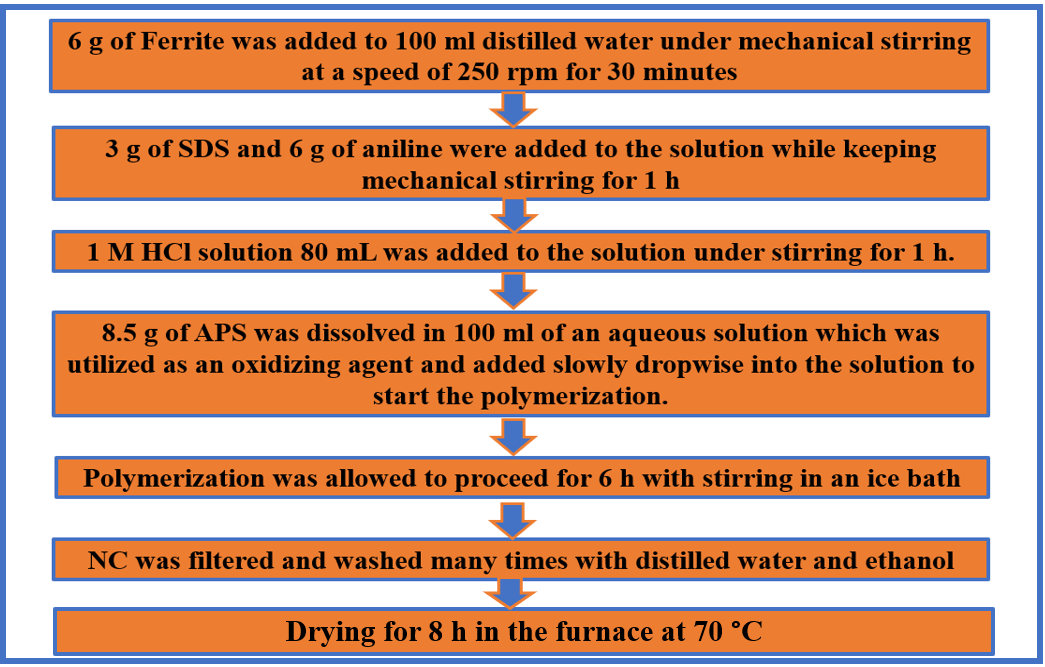 6 g of Ferrite was added to 100 ml distilled water under mechanical stirring
at a speed of 250 rpm for 30 minutes
3 g of SDS and 6 g of aniline were added to the solution while keeping
mechanical stirring for 1 h
1 M HCl solution 80 mL was added to the solution under stirring for 1 h.
8.5 g of APS was dissolved in 100 ml of an aqueous solution which was
utilized as an oxidizing agent and added slowly dropwise into the solution to
start the polymerization.
Polymerization was allowed to proceed for 6 h with stirring in an ice bath
NC was filtered and washed many times with distilled water and ethanol
Drying for 8 h in the furnace at 70 °C